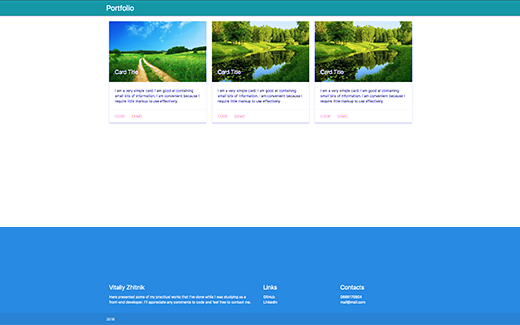 Portfolio
Card Title
Card Title
Card Title
I am a very simple card. I am good at containing
small bits of information. I am convenient because I
require little markup to use effectively.
I am a very simple card. I am good at containing
small bits of information. I am convenient because I
require little markup to use effectively.
I am a very simple card. I am good at containing
small bits of information. I am convenient because I
require little markup to use effectively.
CODE DEMO
CODE DEMO
CODE DEMO
Vitaliy Zhitnik
Here presented some of my practical works that I've done while I was studying as a
front-end developer. I'll appreciate any comments to code and feel free to contact me.
Links
GitHub
LinkedIn
Contacts
mail@mail.com
2018